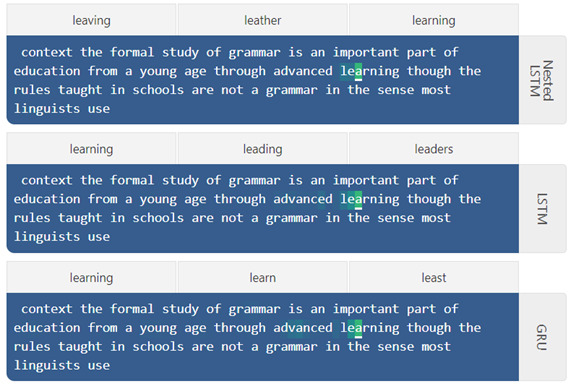 leaving leather learning
context the formal study of grammar is an important part of
education from a young age through advanced learning though the
rules taught in schools are not a grammar in the sense most
linguists use
Nested
LSTM
learning leading leaders
context the formal study of grammar is an important part of
education from a young age through advanced learning though the
rules taught in schools are not a grammar in the sense most
linguists use
LSTM
learning learn least
context the formal study of grammar is an important part of
education from a young age through advanced learning though the
rules taught in schools are not a grammar in the sense most
linguists use
GRU